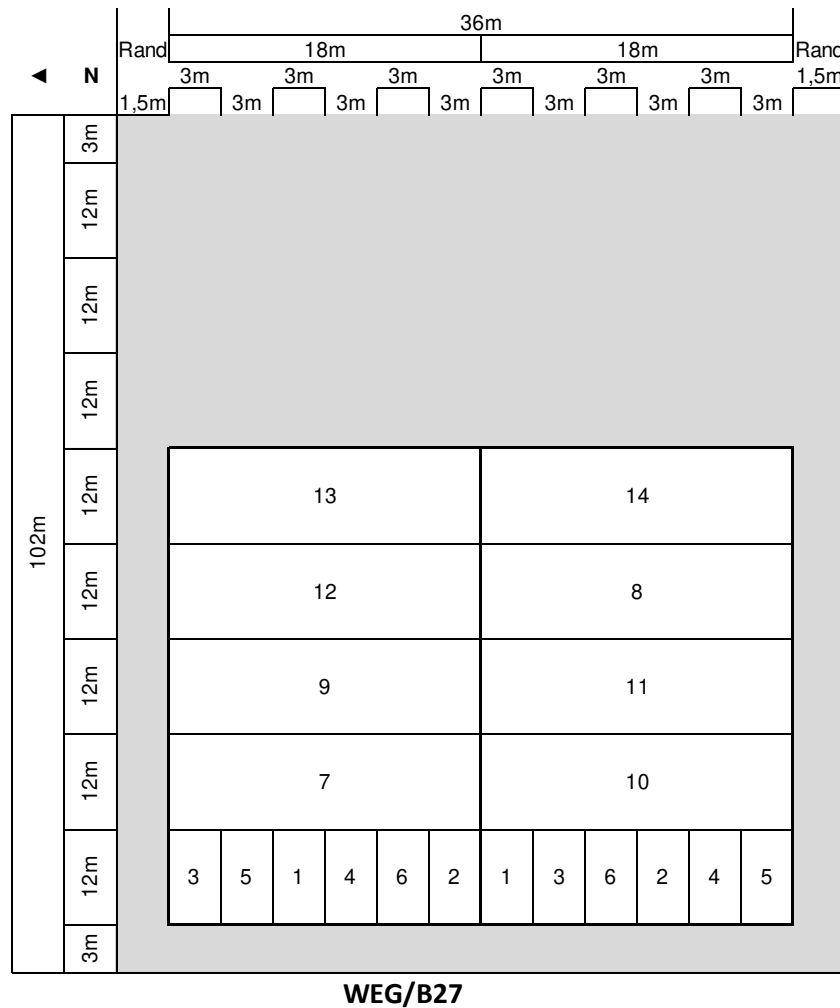 36m
Rand 18m 18m Rand
◄ N 3m 3m 3m 3m 3m 3m 1,5m
1,5m 3m 3m 3m 3m 3m 3m
3m
12m
12m
12m
102m
12m 13 14
12m 12 8
12m 9 11
12m 7 10
12m 3 5 1 4 6 2 1 3 6 2 4 5
3m
WEG/B27